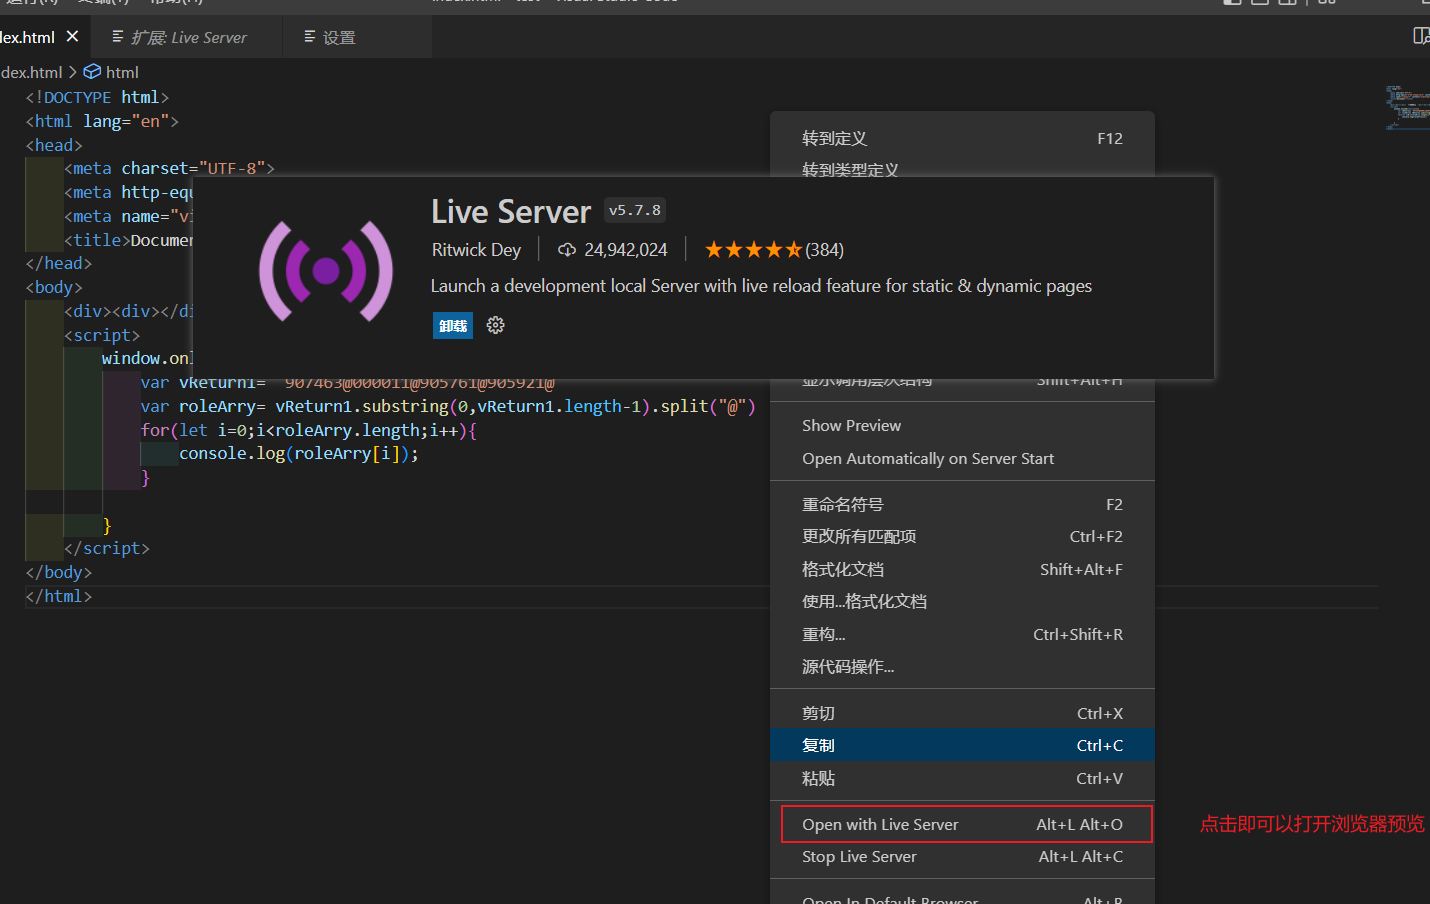 dex.html × 扩展: Live Server 设置
dex.html > html
<!DOCTYPE html>
<html lang="en">
<head>
<meta charset="UTF-8">
<meta http-equ
<meta name="vi
<title>Documen
</head>
<body>
<div><div></di
<script>
window.onl
var vReturn1= 907463@000011@905761@905921@
var roleArry= vReturn1.substring(0,vReturn1.length-1).split("@")
for(let i=0;i<roleArry.length;i++){
console.log(roleArry[i]);
}
}
</script>
</body>
</html>
Live Server v5.7.8
Ritwick Dey 24,942,024 (384)
Launch a development local Server with live reload feature for static & dynamic pages
卸载
转到定义 F12
转到类型定义
显示调用层次结构 Shift+Alt+H
Show Preview
Open Automatically on Server Start
重命名符号 F2
更改所有匹配项 Ctrl+F2
格式化文档 Shift+Alt+F
使用...格式化文档
重构... Ctrl+Shift+R
源代码操作...
剪切 Ctrl+X
复制 Ctrl+C
粘贴 Ctrl+V
Open with Live Server Alt+L Alt+O
Stop Live Server Alt+L Alt+C
Open In Default Browser Alt+B
点击即可以打开浏览器预览